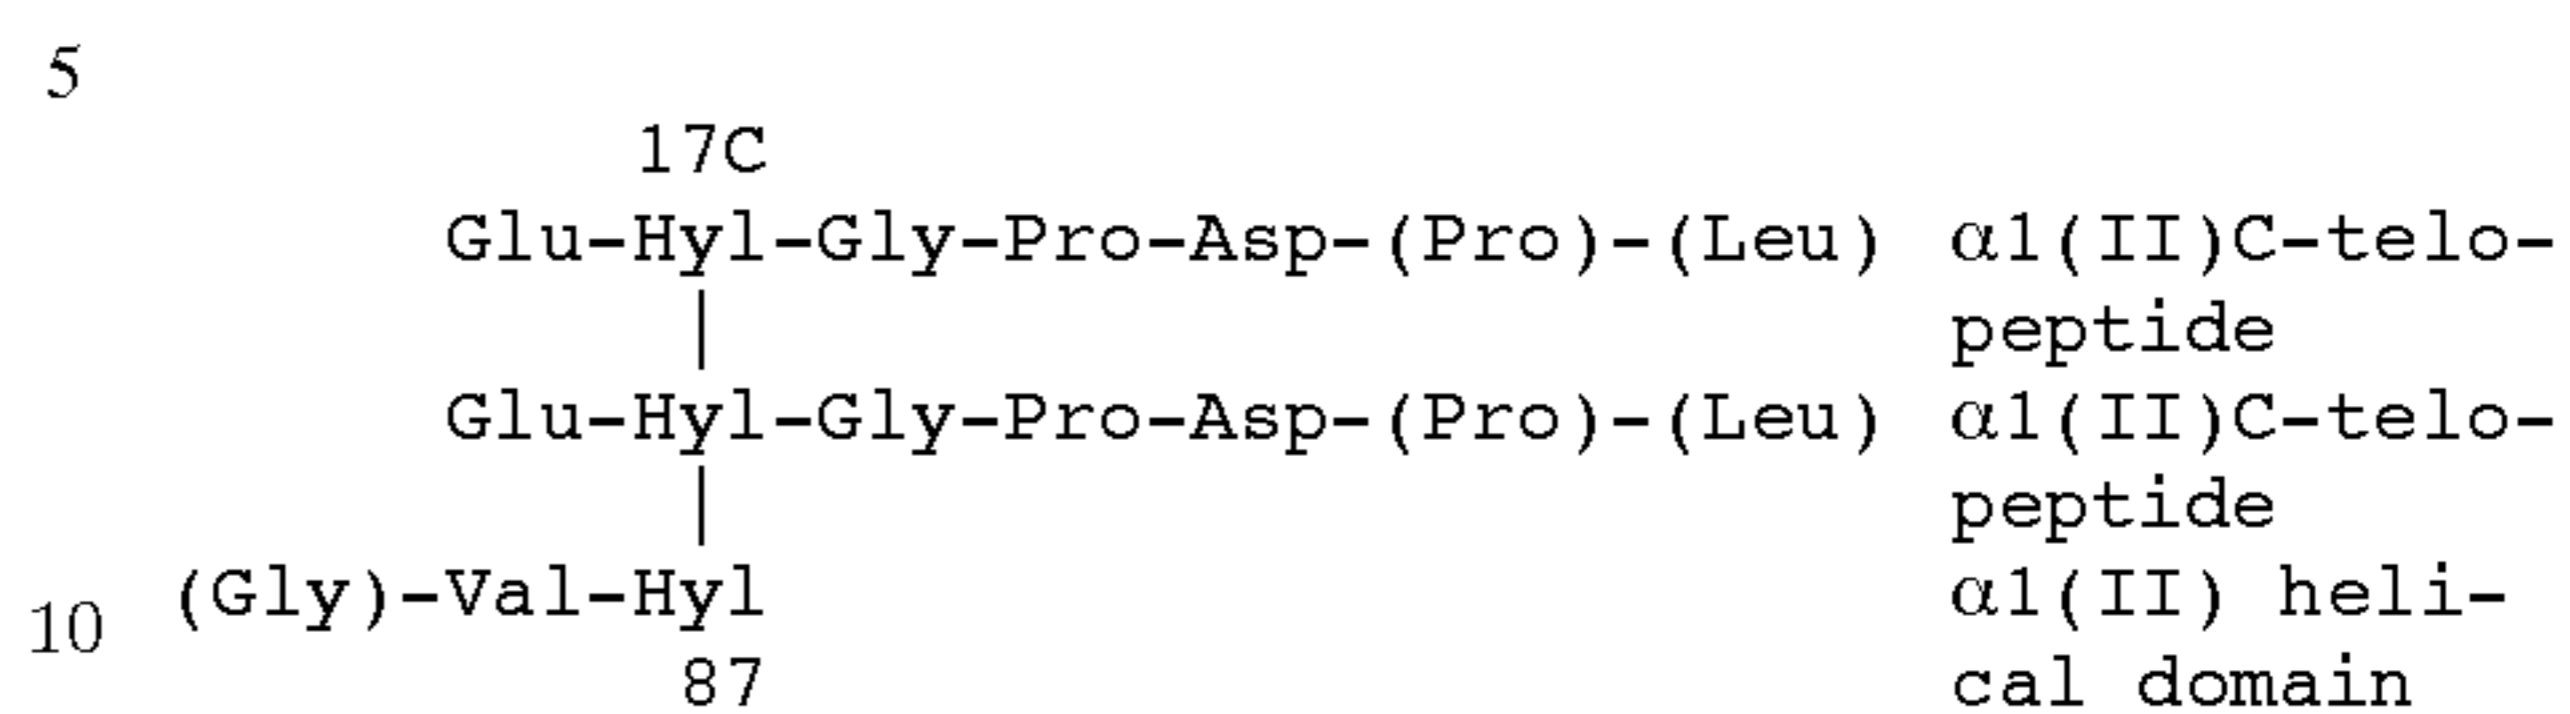 5
17C
Glu-Hyl-Gly-Pro-Asp-(Pro)-(Leu) α1(II)C-telo-
|
peptide
Glu-Hyl-Gly-Pro-Asp-(Pro)-(Leu) α1(II)C-telo-
|
peptide
10 (Gly)-Val-Hyl α1(II) heli-
87 cal domain